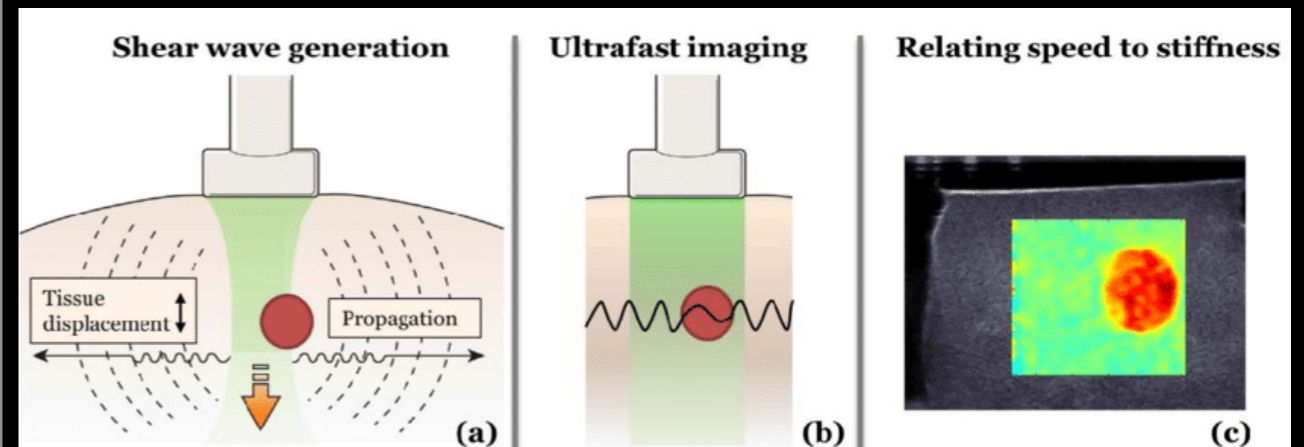 Shear wave generation
Ultrafast imaging
Relating speed to stiffness
Tissue
displacement
Propagation
(a)
(b)
(c)